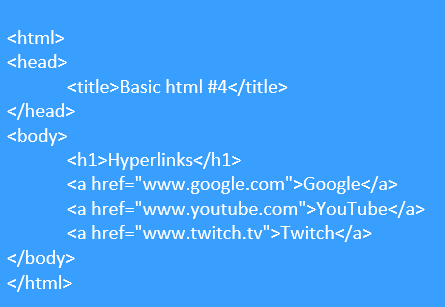 <html>
<head>
<title>Basic html #4</title>
</head>
<body>
<h1>Hyperlinks</h1>
<a href="www.google.com">Google</a>
<a href="www.youtube.com">YouTube</a>
<a href="www.twitch.tv">Twitch</a>
</body>
</html>